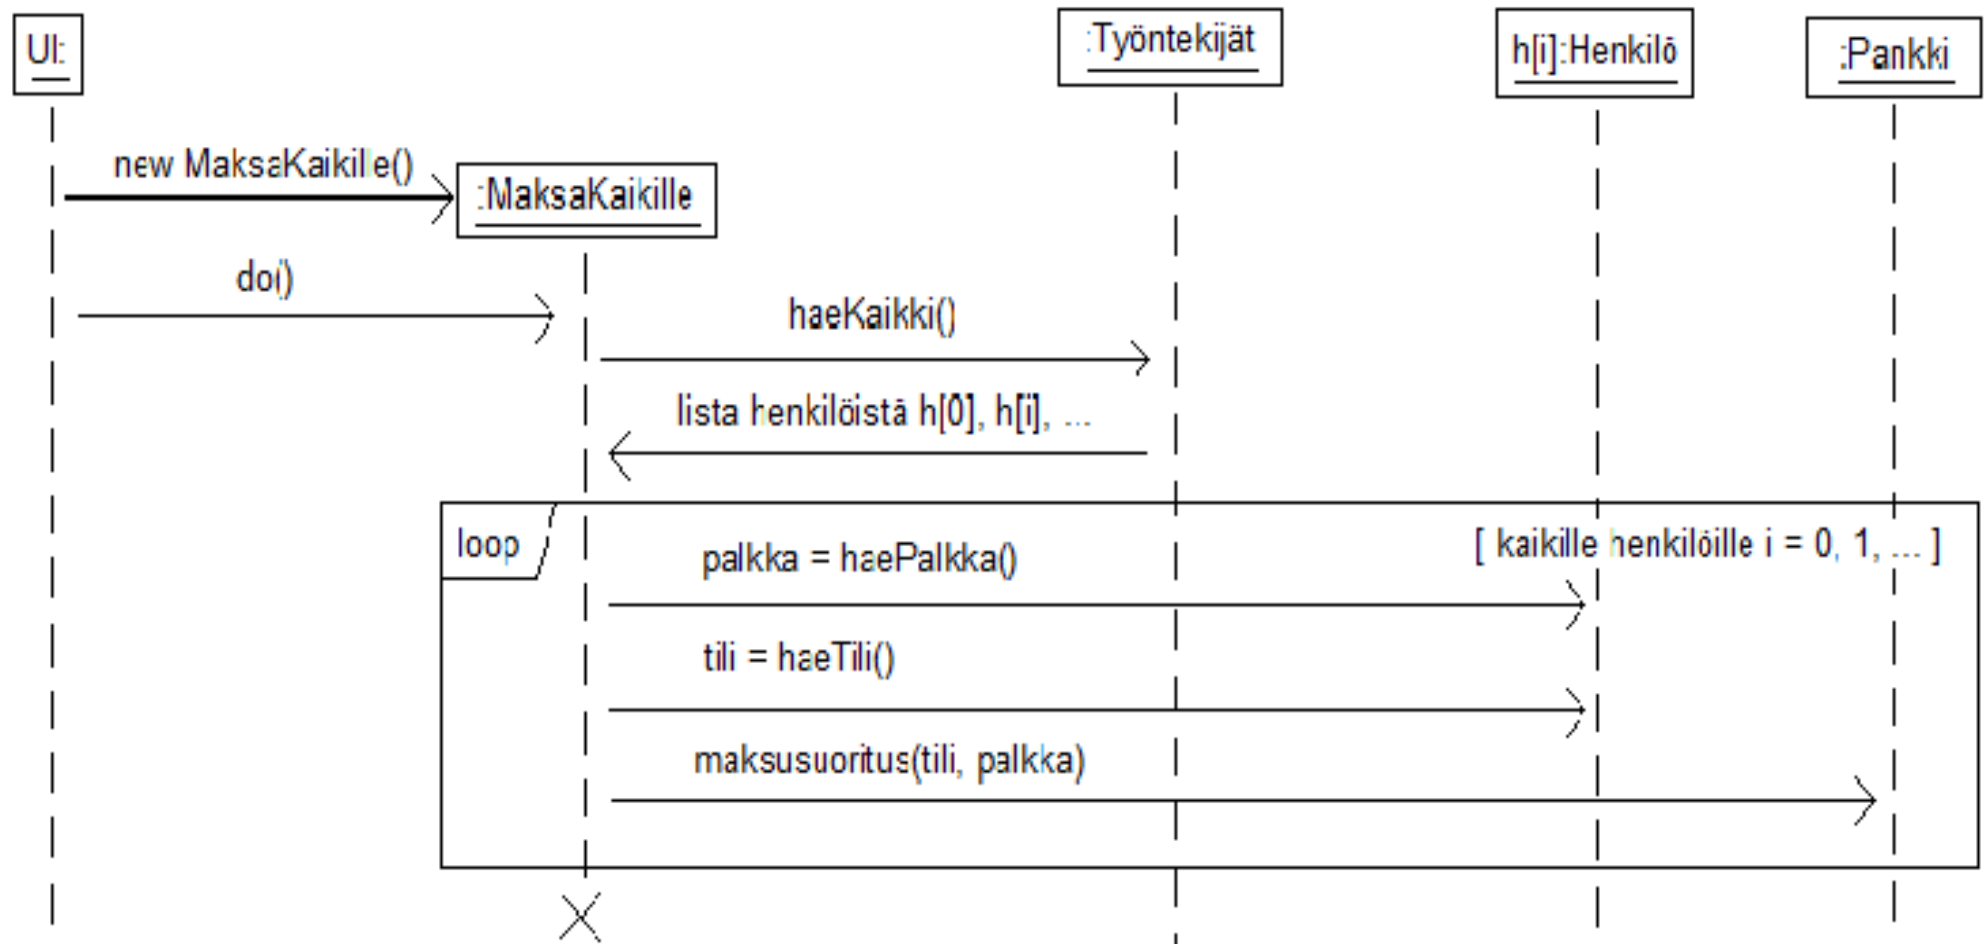 UI:
:Työntekijät
h[i]:Henkilö
:Pankki
new MaksaKaikille()
:MaksaKaikille
do()
haeKaikki()
lista henkilöistä h[0], h[i], ...
loop
[ kaikille henkilöille i = 0, 1, ... ]
palkka = haePalkka()
tili = haeTili()
maksusuoritus(tili, palkka)